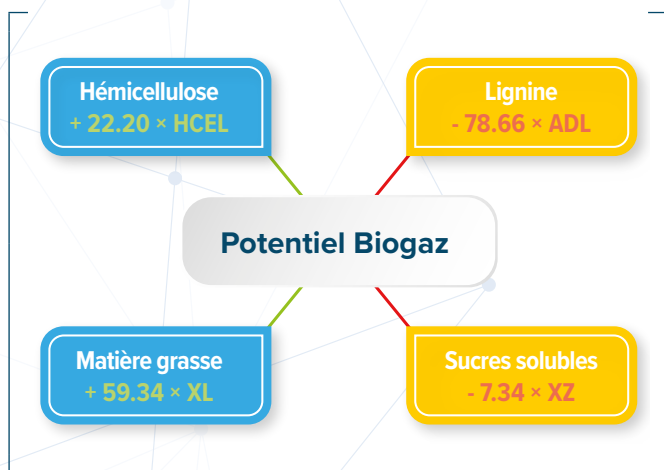 Hémicellulose
+ 22.20 × HCEL
Lignine
- 78.66 × ADL
Potentiel Biogaz
Matière grasse
+ 59.34 × XL
Sucres solubles
- 7.34 × XZ